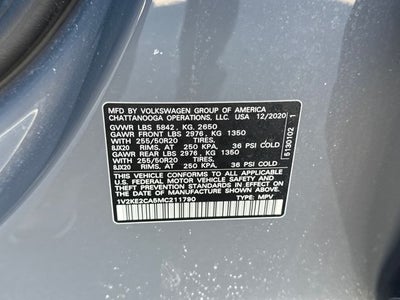 MFD BY VOLKSWAGEN GROUP OF AMERICA
CHATTANOOGA OPERATIONS, LLC. USA 12/2020
GVWR LBS 5842, KG. 2650
GAWR FRONT LBS 2976, KG 1350
WITH 255/50R20 TIRES,
8JX20 RIMS, AT 250 KPA, 36 PSI COLD
GAWR REAR LBS 2976, KG 1350
WITH 255/50R20 TIRES,
8JX20 RIMS, AT 250 KPA, 36 PSI COLD
THIS VEHICLE CONFORMS TO ALL APPLICABLE
U.S. FEDERAL MOTOR VEHICLE SAFETY
STANDARDS IN EFFECT ON THE
DATE OF MANUFACTURE SHOWN ABOVE.
1V2KE2CA5MC211790 TYPE: MPV
5130102 1